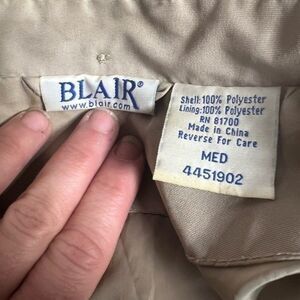 BLAIR®
www.blair.com
Shell:100% Polyester
Lining:100% Polyester
RN 81700
Made in China
Reverse For Care
MED
4451902